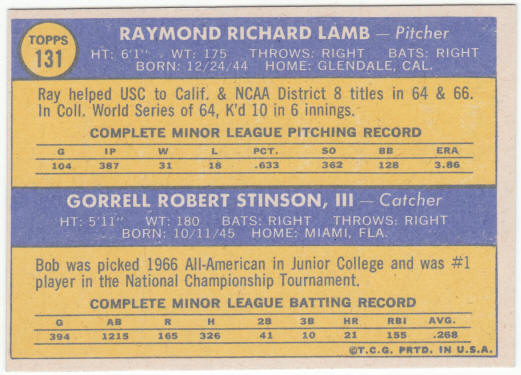 TOPPS
131
RAYMOND RICHARD LAMB — Pitcher
HT: 6'1" WT: 175 THROWS: RIGHT BATS: RIGHT
BORN: 12/24/44 HOME: GLENDALE, CAL.
Ray helped USC to Calif. & NCAA District 8 titles in 64 & 66.
In Coll. World Series of 64, K'd 10 in 6 innings.
COMPLETE MINOR LEAGUE PITCHING RECORD
G IP W L PCT. SO BB ERA
104 387 31 18 .633 362 128 3.86
GORRELL ROBERT STINSON, III — Catcher
HT: 5'11" WT: 180 BATS: RIGHT THROWS: RIGHT
BORN: 10/11/45 HOME: MIAMI, FLA.
Bob was picked 1966 All-American in Junior College and was #1
player in the National Championship Tournament.
COMPLETE MINOR LEAGUE BATTING RECORD
G AB R H 2B 3B HR RBI AVG.
394 1215 165 326 41 10 21 155 .268
©T.C.G. PRTD. IN U.S.A.